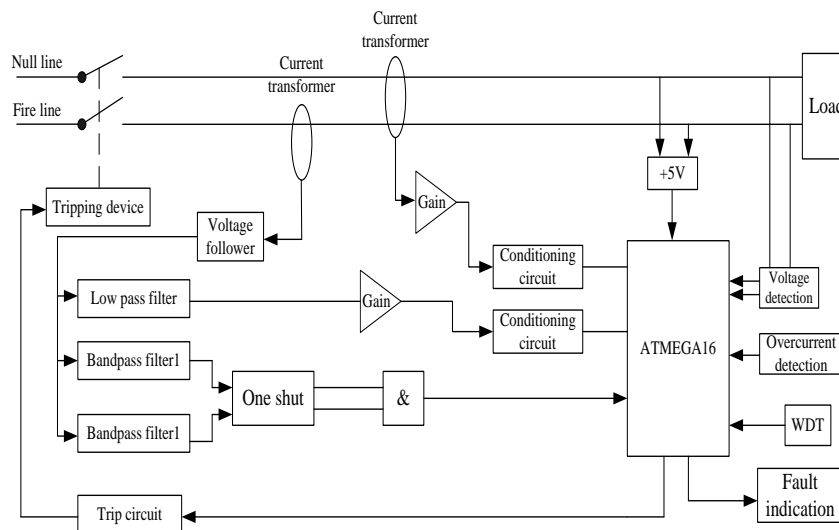 Current
transformer
Null line
Current
transformer
Fire line
Load
+5V
Tripping device
Gain
Voltage
follower
Conditioning
circuit
Voltage
detection
Low pass filter
Gain
Conditioning
circuit
ATMEGA16
Overcurrent
detection
Bandpass filter1
One shut
&
WDT
Bandpass filter1
Trip circuit
Fault
indication